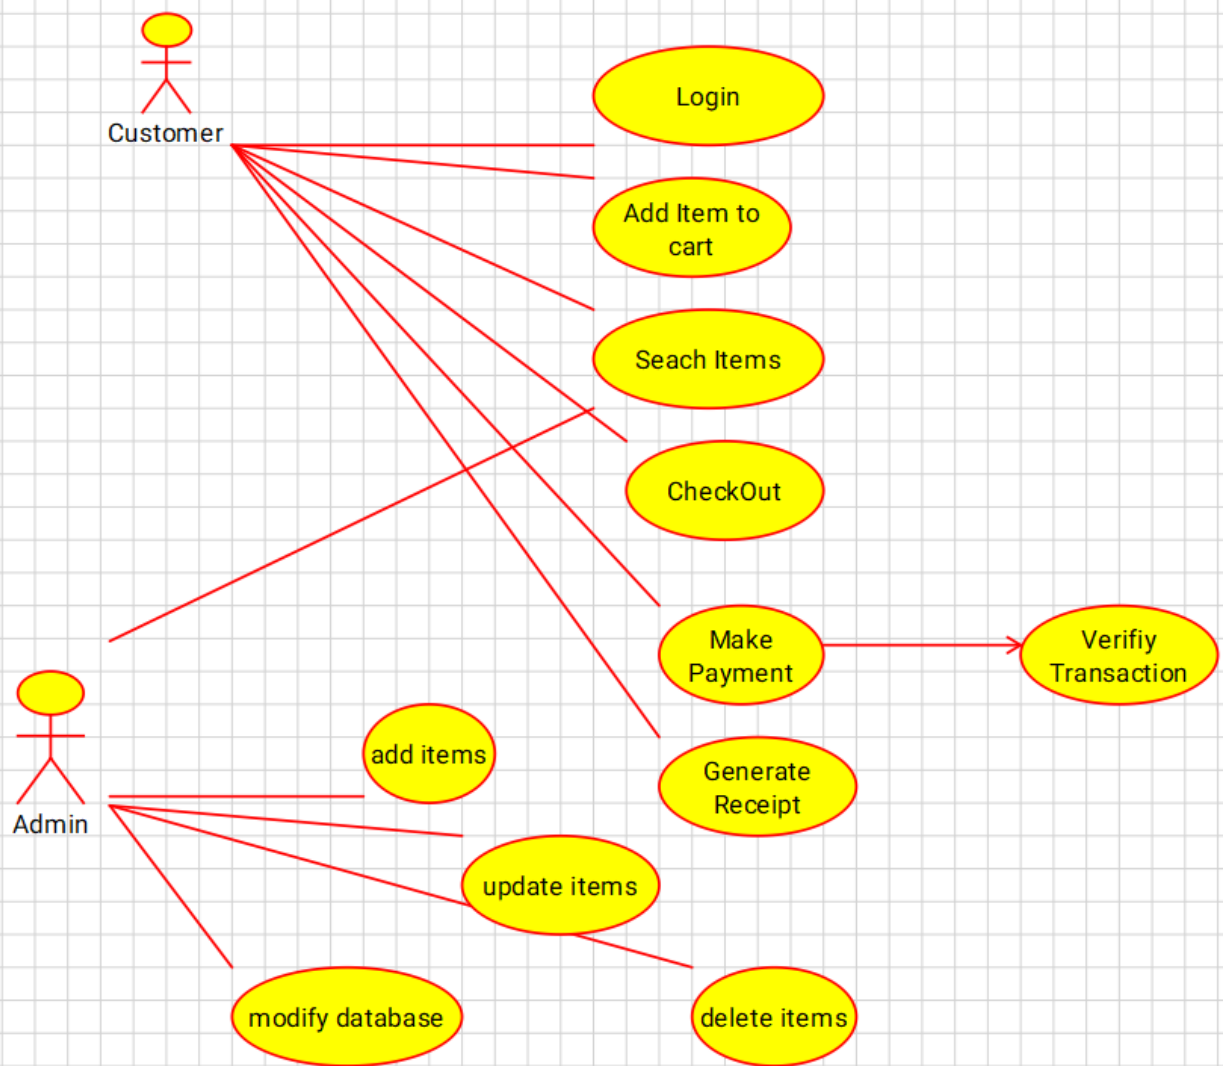 Customer
Login
Add Item to
cart
Seach Items
CheckOut
Make
Payment
Verifiy
Transaction
Admin
add items
Generate
Receipt
update items
modify database
delete items